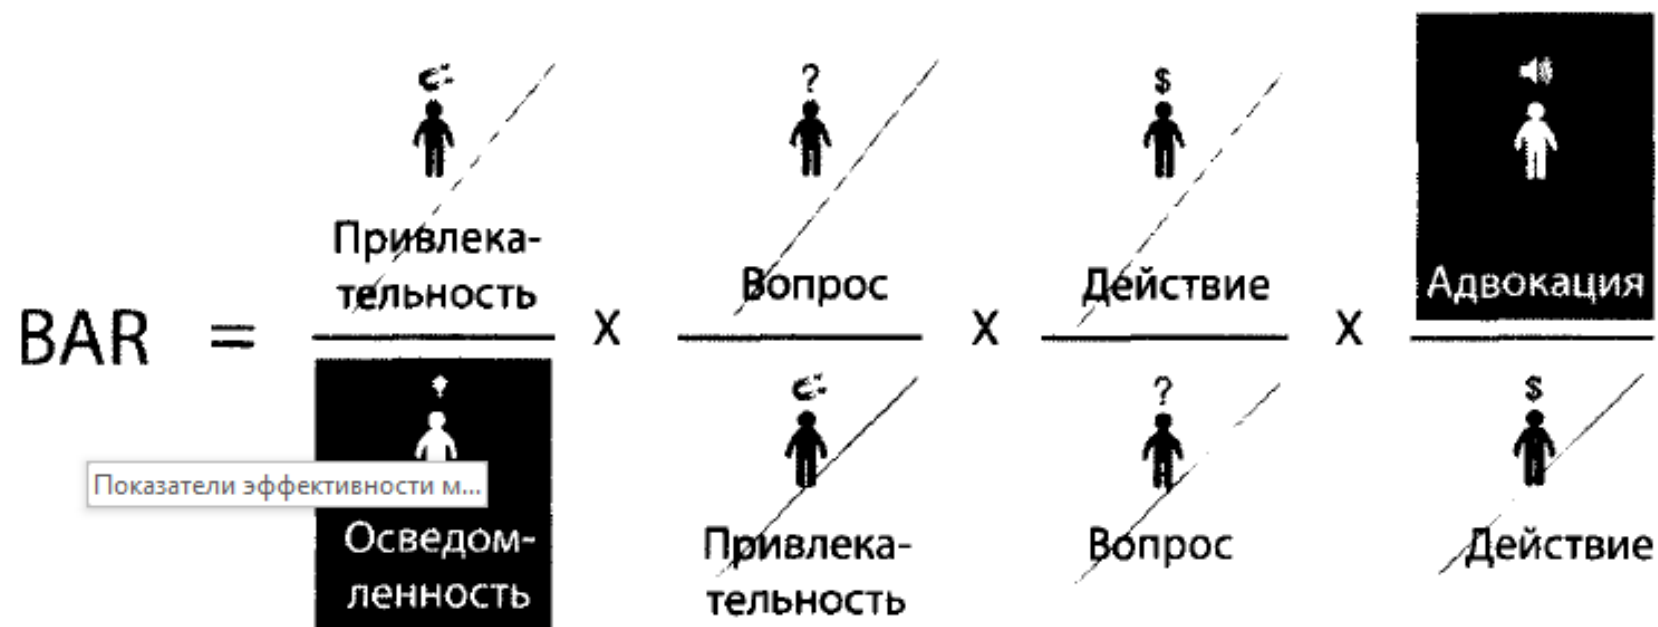 Привлека-
тельность
Вопрос
Действие
Адвокация
BAR = x x x
Показатели эффективности м...
Осведом-
ленность
Привлека-
тельность
Вопрос
Действие
? $
? $